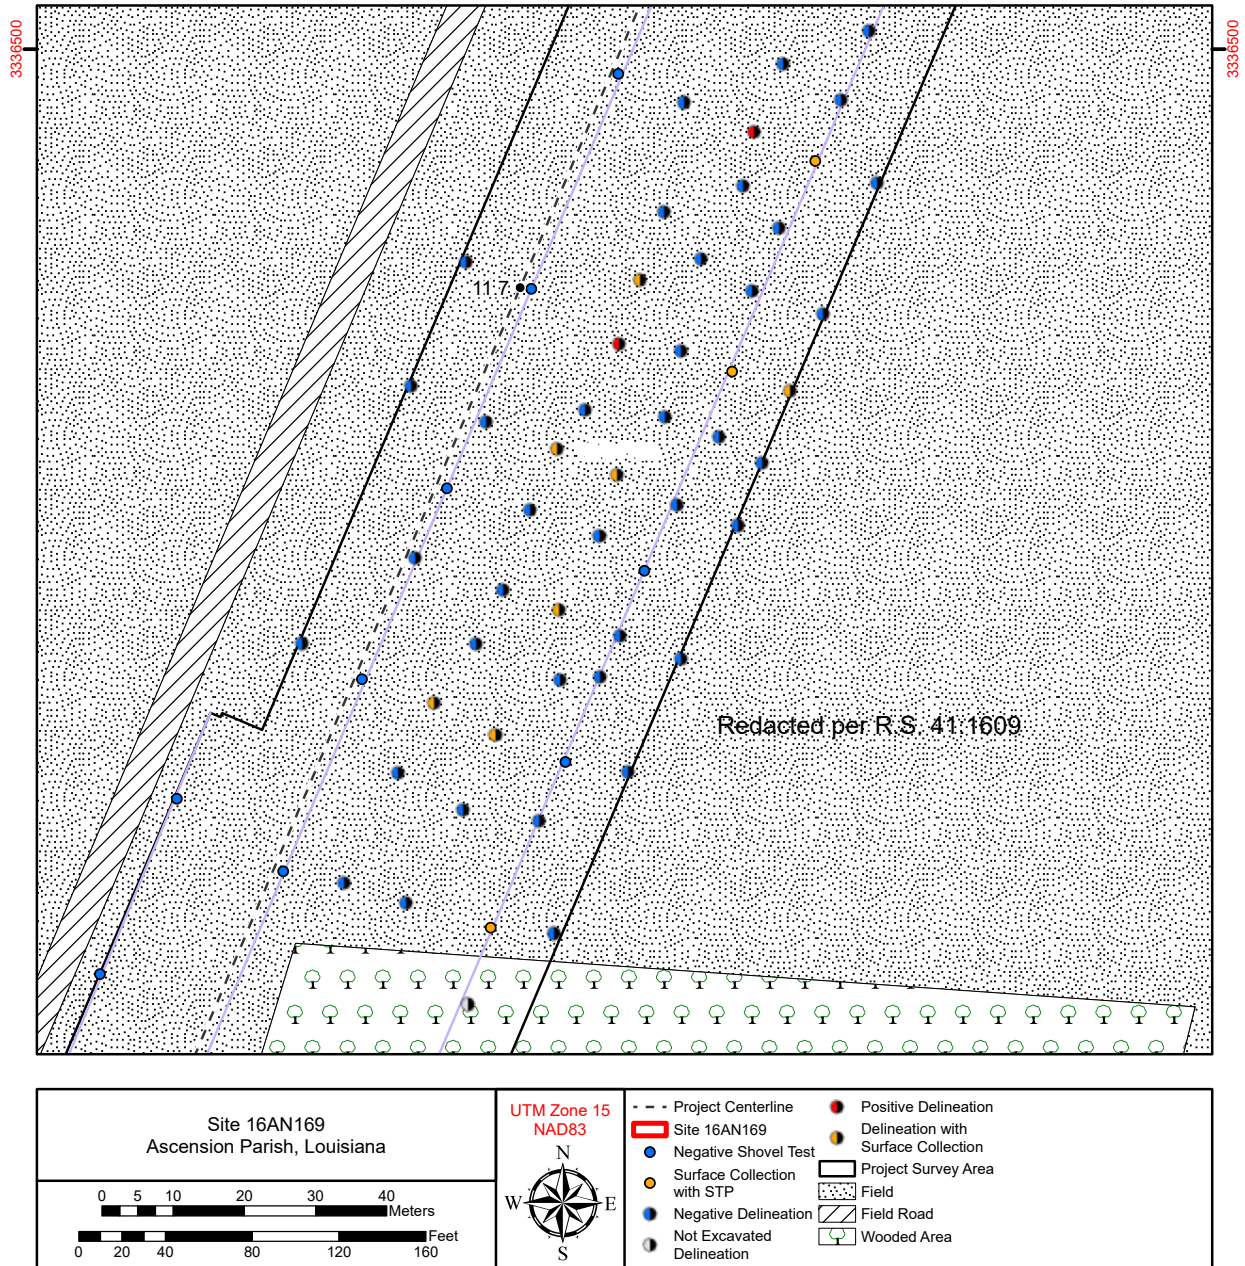 3336500
3336500
11.7
Redacted per R.S. 41:1609
Site 16AN169
Ascension Parish, Louisiana
0 5 10 20 30 40
Meters
Feet
0 20 40 80 120 160
UTM Zone 15
NAD83
N
W E
S
Project Centerline
Site 16AN169
Negative Shovel Test
Surface Collection
with STP
Negative Delineation
Not Excavated
Delineation
Positive Delineation
Delineation with
Surface Collection
Project Survey Area
Field
Field Road
Wooded Area